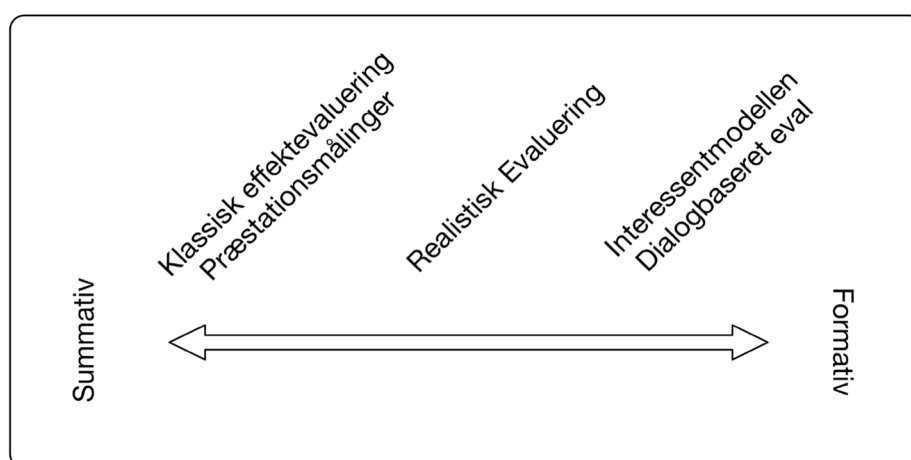 Klassisk effektevaluering
Præstationsmålinger
Realistisk Evaluering
Interessentmodellen
Dialogbaseret eval
Summativ
Formativ